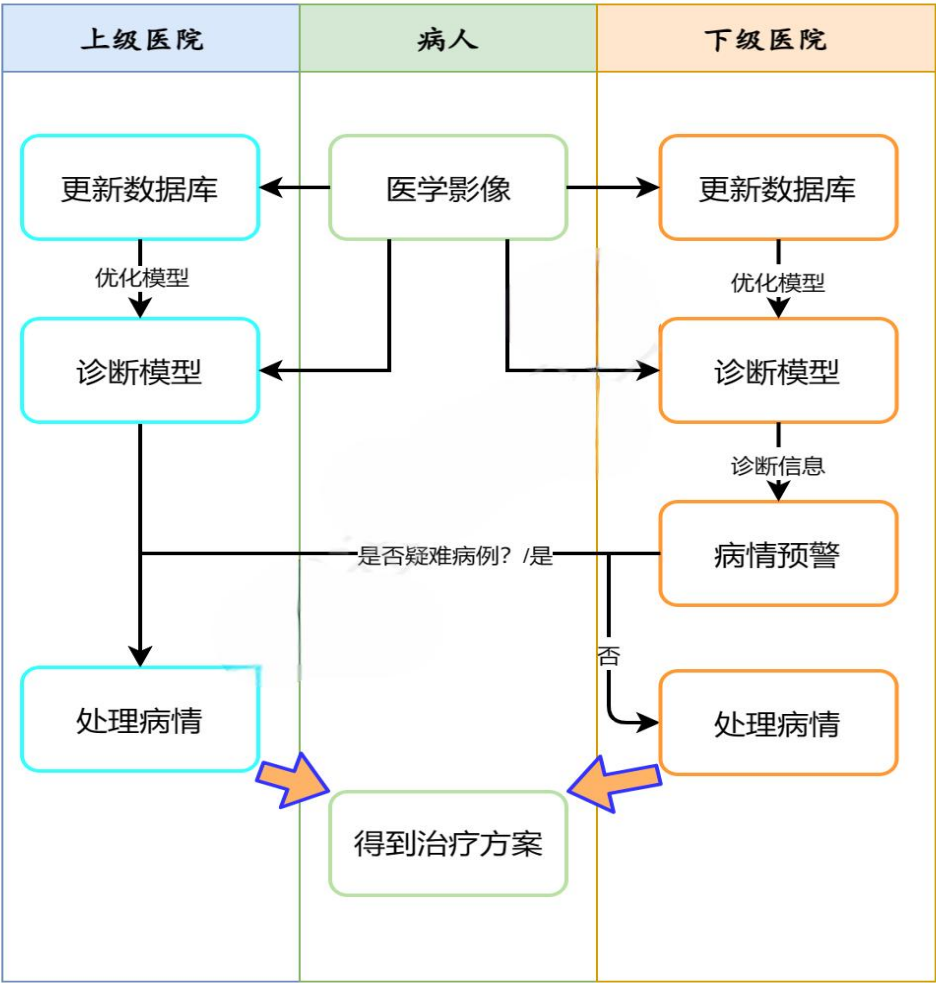 上级医院
病人
下级医院
更新数据库
医学影像
更新数据库
优化模型
优化模型
诊断模型
诊断模型
诊断信息
是否疑难病例？/是
病情预警
否
处理病情
处理病情
得到治疗方案